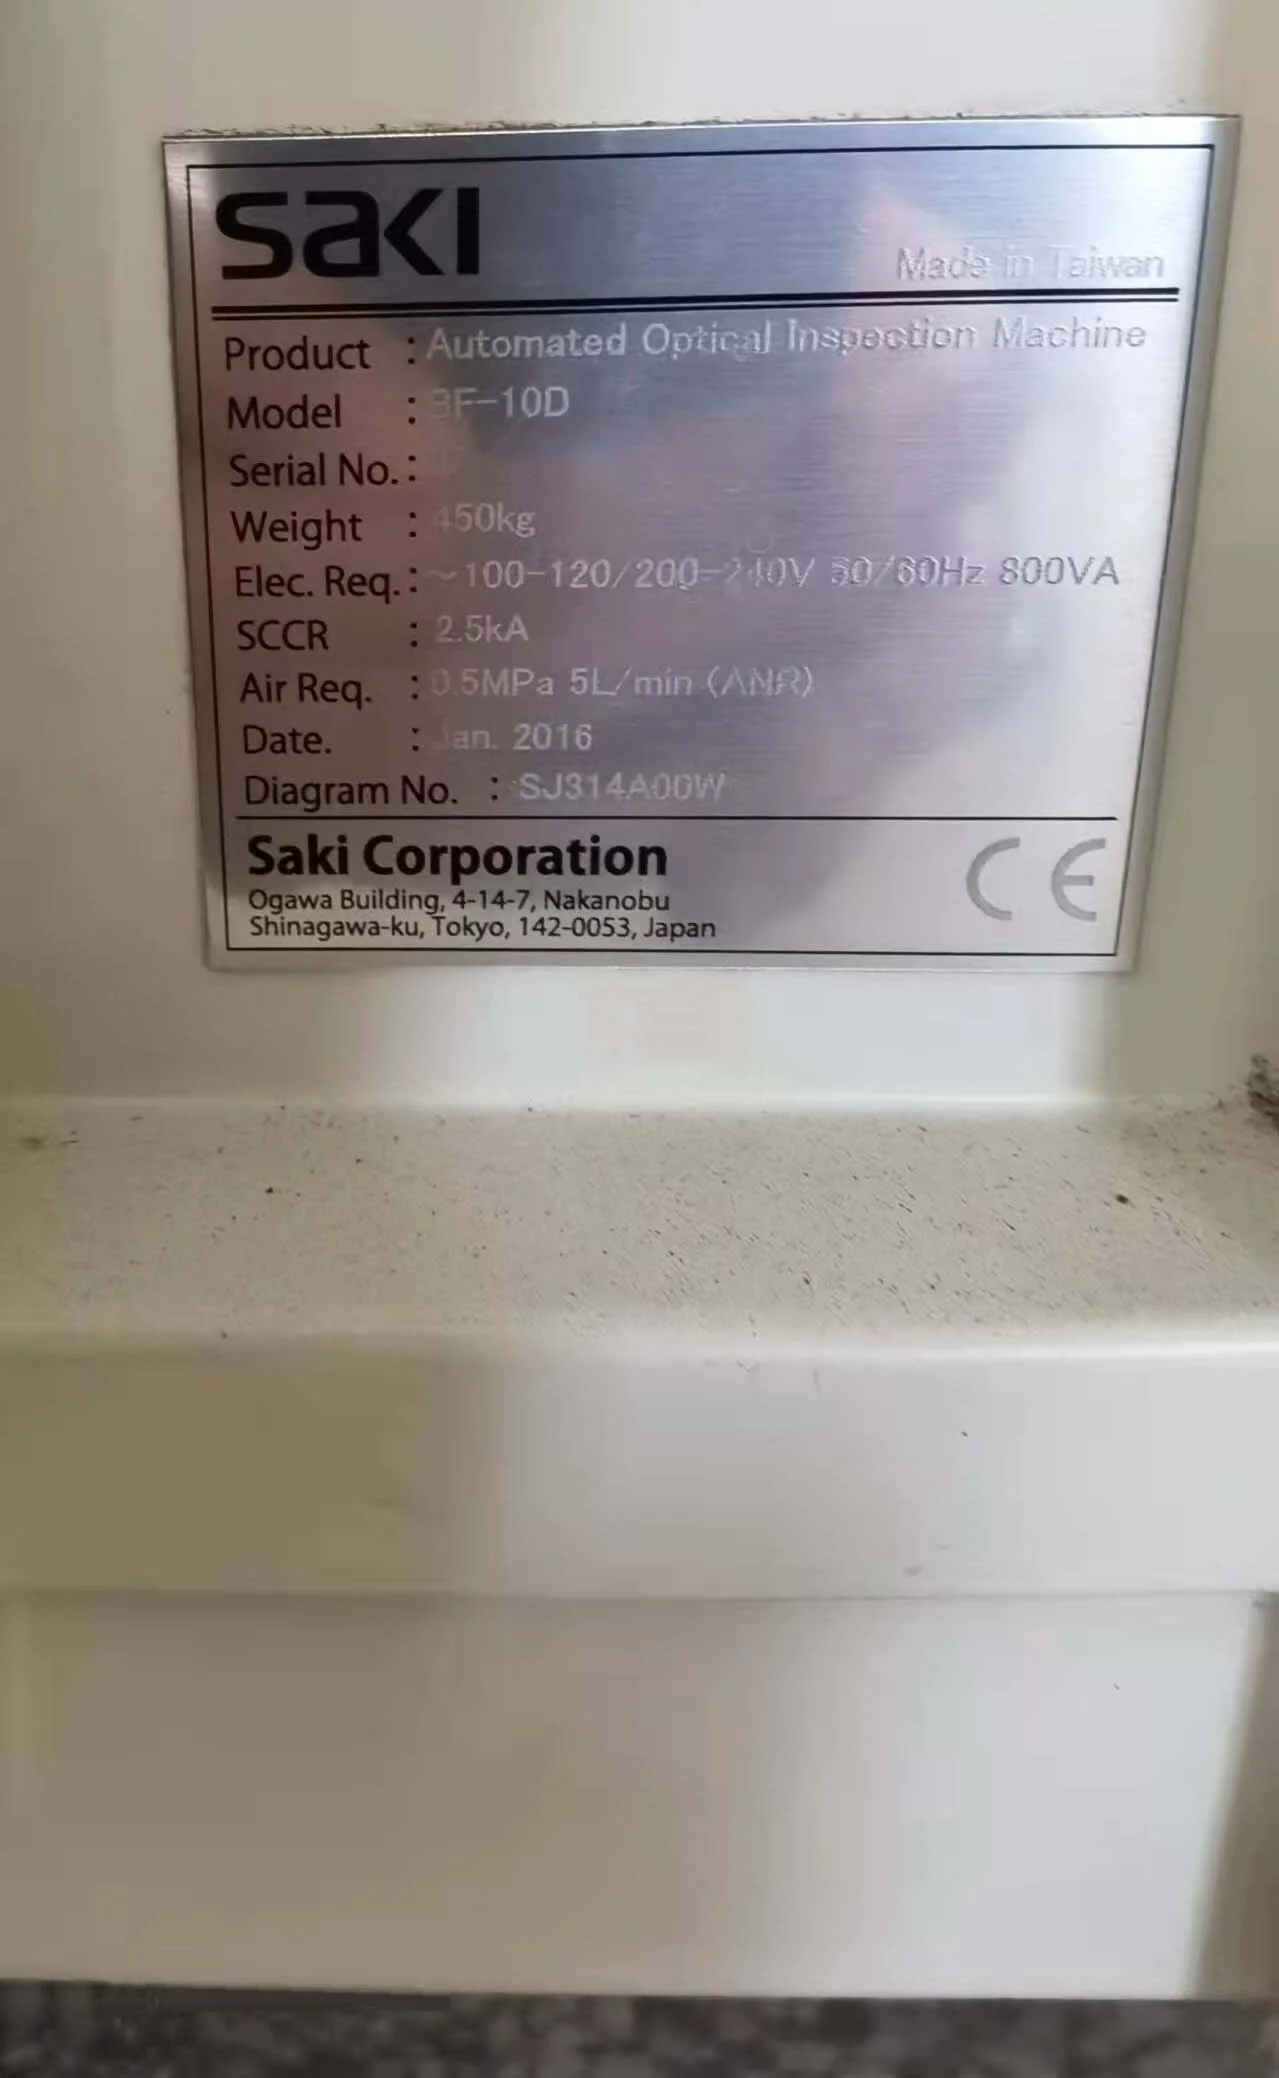 saki
Made in Taiwan
Product : Automated Optical Inspection Machine
Model : BF-10D
Serial No. :
Weight : 450kg
Elec. Req. : ~100-120/200-240V 50/60Hz 800VA
SCCR : 2.5kA
Air Req. : 0.5MPa 5L/min (ANR)
Date. : Jan. 2016
Diagram No. : SJ314A00W
Saki Corporation
Ogawa Building, 4-14-7, Nakanobu
Shinagawa-ku, Tokyo, 142-0053, Japan
CE